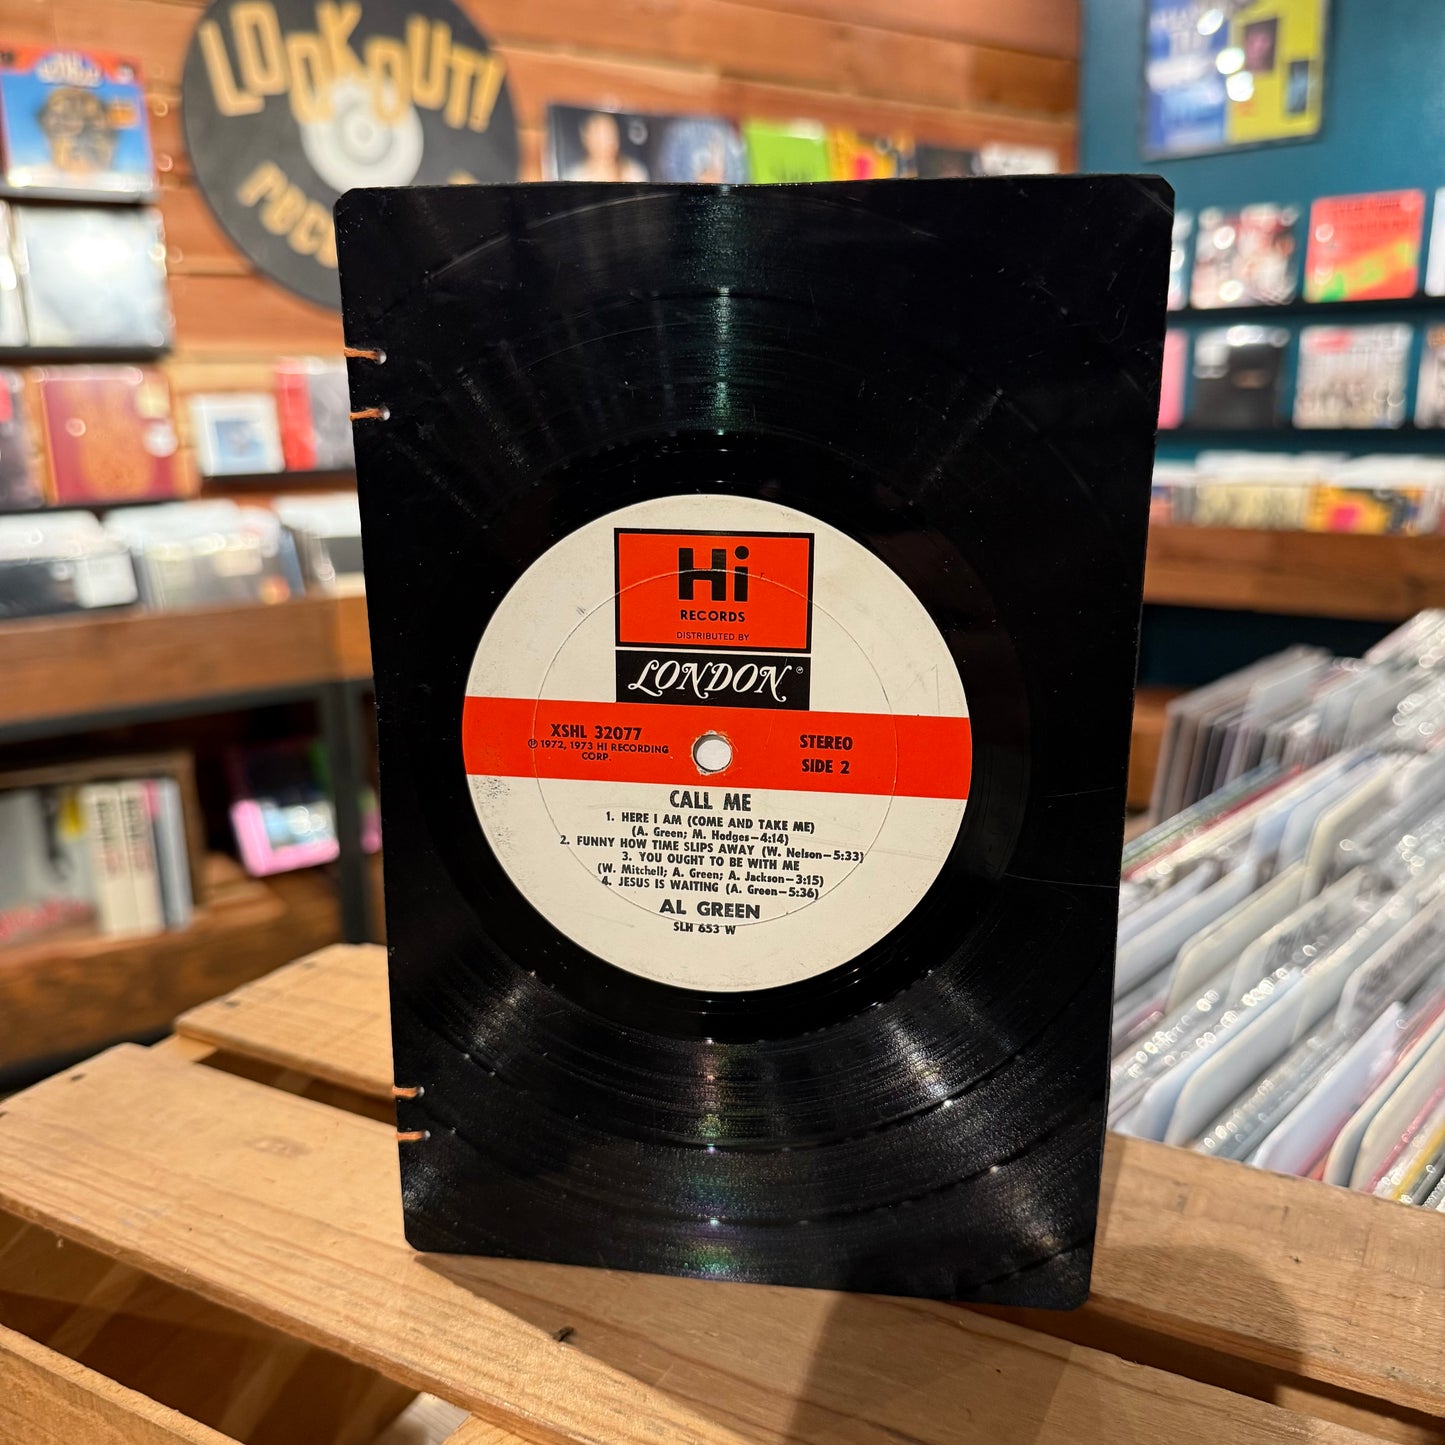 LOOKOUT!
Hi
RECORDS
DISTRIBUTED BY
LONDON ®
XSHL 32077
℗ 1972, 1973 HI RECORDING
CORP.
STEREO
SIDE 2
CALL ME
1. HERE I AM (COME AND TAKE ME)
(A. Green; M. Hodges—4:14)
2. FUNNY HOW TIME SLIPS AWAY (W. Nelson—5:33)
3. YOU OUGHT TO BE WITH ME
(W. Mitchell; A. Green; A. Jackson—3:15)
4. JESUS IS WAITING (A. Green—5:36)
AL GREEN
SLH 653 W